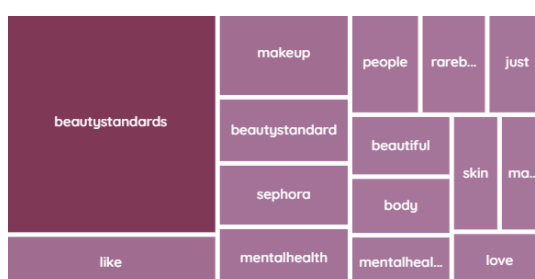 beautystandards
like
makeup
beautystandard
sephora
mentalhealth
people
rareb...
just
beautiful
body
mentalheal...
skin
ma...
love